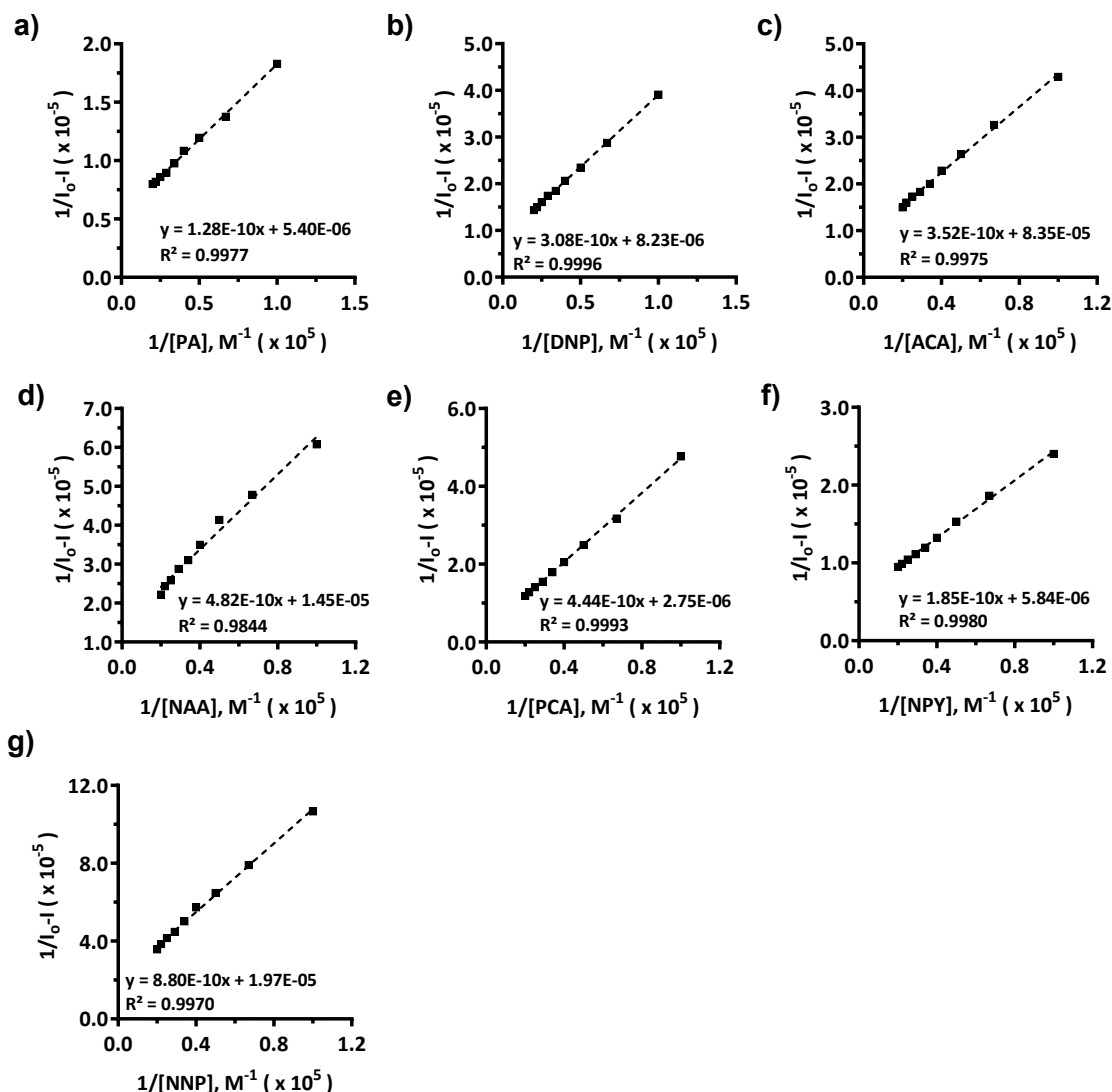 a)
2.0
1.5
1.0
0.5
0.0
1/Io-I ( x 10-5)
y = 1.28E-10x + 5.40E-06
R² = 0.9977
0.0 0.5 1.0 1.5
1/[PA], M-1 ( x 105)
b)
5.0
4.0
3.0
2.0
1.0
0.0
1/Io-I ( x 10-5)
y = 3.08E-10x + 8.23E-06
R² = 0.9996
0.0 0.5 1.0 1.5
1/[DNP], M-1 ( x 105)
c)
5.0
4.0
3.0
2.0
1.0
0.0
1/Io-I ( x 10-5)
y = 3.52E-10x + 8.35E-05
R² = 0.9975
0.0 0.4 0.8 1.2
1/[ACA], M-1 ( x 105)
d)
7.0
6.0
5.0
4.0
3.0
2.0
1.0
1/Io-I ( x 10-5)
y = 4.82E-10x + 1.45E-05
R² = 0.9844
0.0 0.4 0.8 1.2
1/[NAA], M-1 ( x 105)
e)
6.0
4.0
2.0
0.0
1/Io-I ( x 10-5)
y = 4.44E-10x + 2.75E-06
R² = 0.9993
0.0 0.4 0.8 1.2
1/[PCA], M-1 ( x 105)
f)
3.0
2.0
1.0
0.0
1/Io-I ( x 10-5)
y = 1.85E-10x + 5.84E-06
R² = 0.9980
0.0 0.4 0.8 1.2
1/[NPY], M-1 ( x 105)
g)
12.0
8.0
4.0
0.0
1/Io-I ( x 10-5)
y = 8.80E-10x + 1.97E-05
R² = 0.9970
0.0 0.4 0.8 1.2
1/[NNP], M-1 ( x 105)